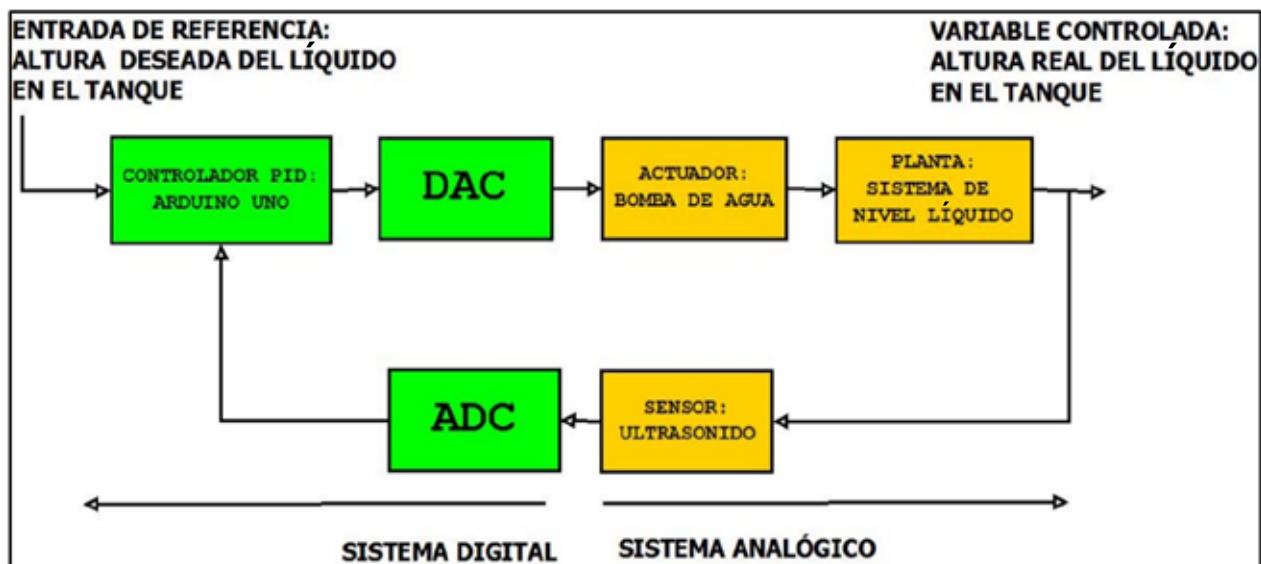 ENTRADA DE REFERENCIA:
ALTURA DESEADA DEL LÍQUIDO
EN EL TANQUE
VARIABLE CONTROLADA:
ALTURA REAL DEL LÍQUIDO
EN EL TANQUE
CONTROLADOR PID:
ARDUINO UNO
DAC
ACTUADOR:
BOMBA DE AGUA
PLANTA:
SISTEMA DE
NIVEL LÍQUIDO
ADC
SENSOR:
ULTRASONIDO
SISTEMA DIGITAL
SISTEMA ANALÓGICO